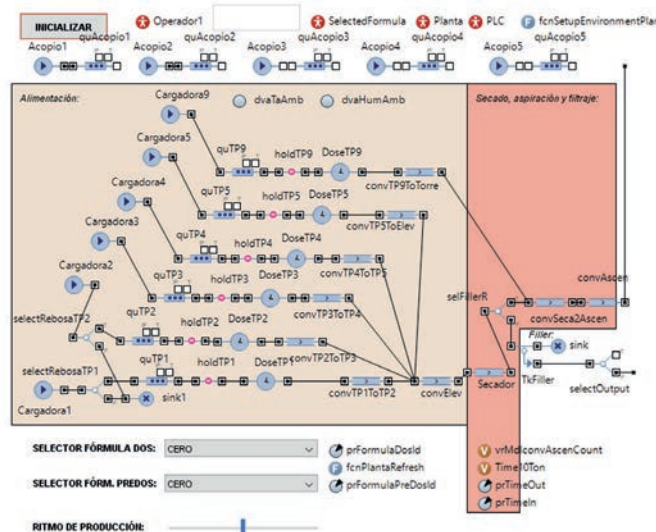 INICIALIZAR
Operador1
SelectedFormula
Planta
PLC
fcnSetupEnvironmentPlan
Acopio1
quAcopio1
Acopio2
quAcopio2
Acopio3
quAcopio3
Acopio4
quAcopio4
Acopio5
quAcopio5
Alimentación:
Cargadora9
dvaTaAmb
dvaHumAmb
Secado, aspiración y filtraje:
Cargadora5
quTP9
holdTP9
DoseTP9
convTP9ToTorre
Cargadora4
quTP5
holdTP5
DoseTP5
convTP5ToElev
Cargadora3
quTP4
holdTP4
DoseTP4
convTP4ToTP5
Cargadora2
quTP3
holdTP3
DoseTP3
convTP3ToTP4
selFillerR
convAscen
convSeca2Ascen
selectRebosaTP2
quTP2
holdTP2
DoseTP2
convTP2ToTP3
Filler:
sink
selectRebosaTP1
quTP1
holdTP1
DoseTP1
convTP1ToTP2
convElev
Secador
TkFiller
selectOutput
Cargadora1
sink1
SELECTOR FÓRMULA DOS:
CERO
prFormulaDosId
fcnPlantaRefresh
vrMdlconvAscenCount
Time10Ton
SELECTOR FÓRM. PREDOS:
CERO
prFormulaPreDosId
prTimeOut
prTimeIn
RITMO DE PRODUCCIÓN: